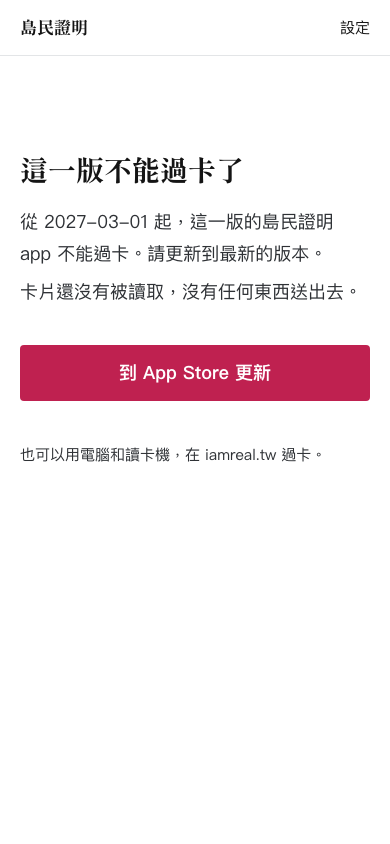 島民證明
設定
這一版不能過卡了
從 2027–03–01 起，這一版的島民證明
app 不能過卡。請更新到最新的版本。
卡片還沒有被讀取，沒有任何東西送出去。
到 App Store 更新
也可以用電腦和讀卡機，在 iamreal.tw 過卡。